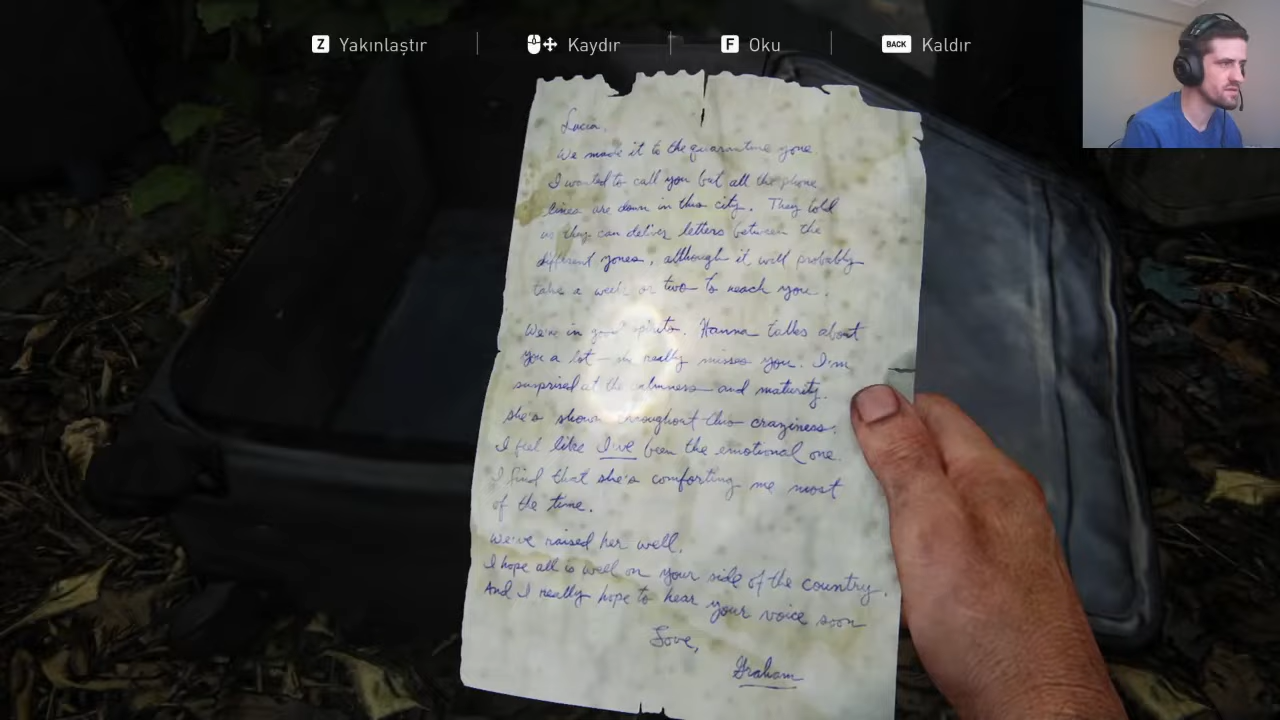 Z Yakınlaştır
Kaydır
F Oku
BACK Kaldır
Lucia,
We made it to the quarantine zone.
I wanted to call you but all the phone
lines are down in this city. They told
us they can deliver letters between the
different zones, although it will probably
take a week or two to reach you.
We're in good spirits. Hanna talks about
you a lot - she really misses you. I'm
surprised at the calmness and maturity
she's shown throughout this craziness.
I feel like I've been the emotional one.
I find that she's comforting me most
of the time.
We've raised her well.
I hope all is well on your side of the country.
And I really hope to hear your voice soon
Love,
Graham